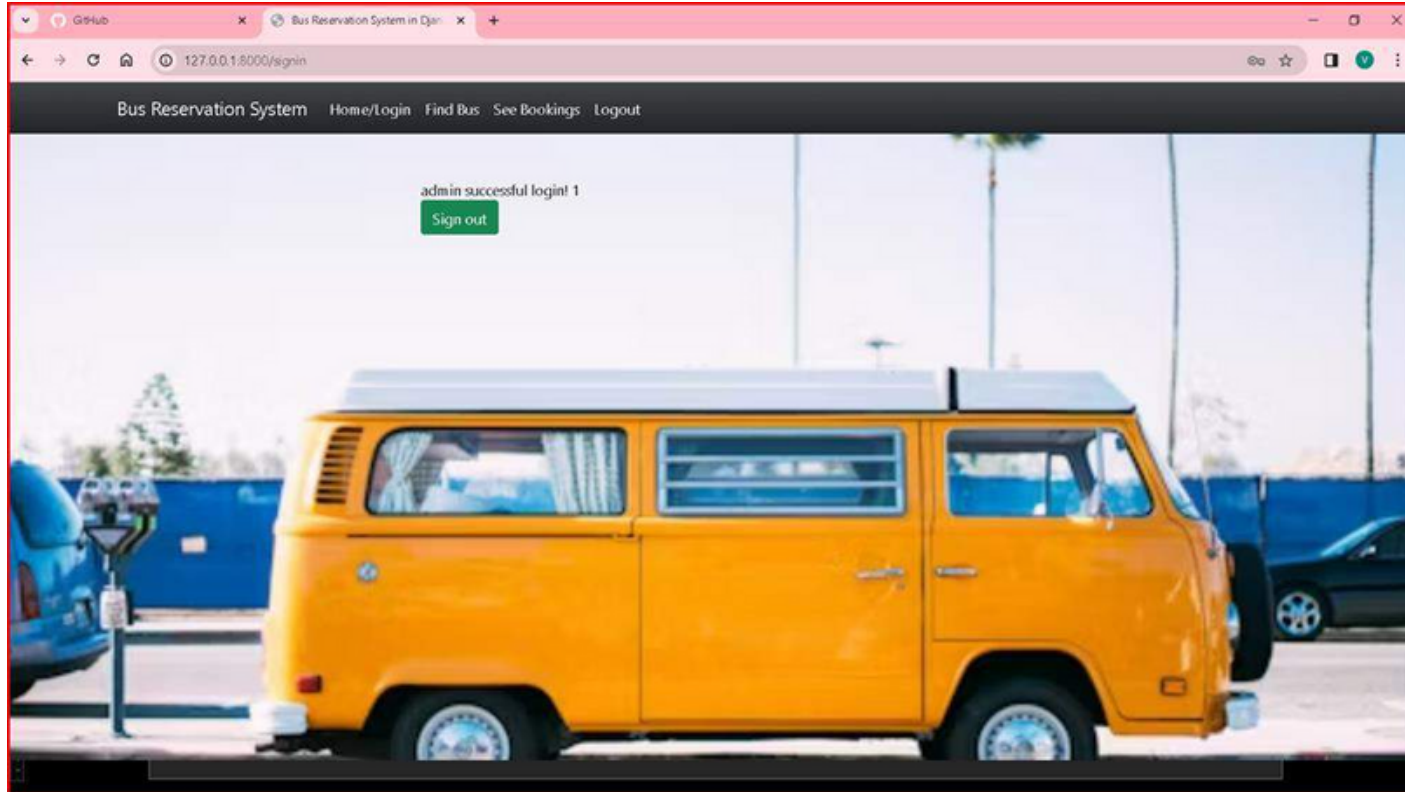 GitHub
Bus Reservation System in Djan
127.0.0.1:8000/signin
V
Bus Reservation System Home/Login Find Bus See Bookings Logout
admin successful login! 1
Sign out